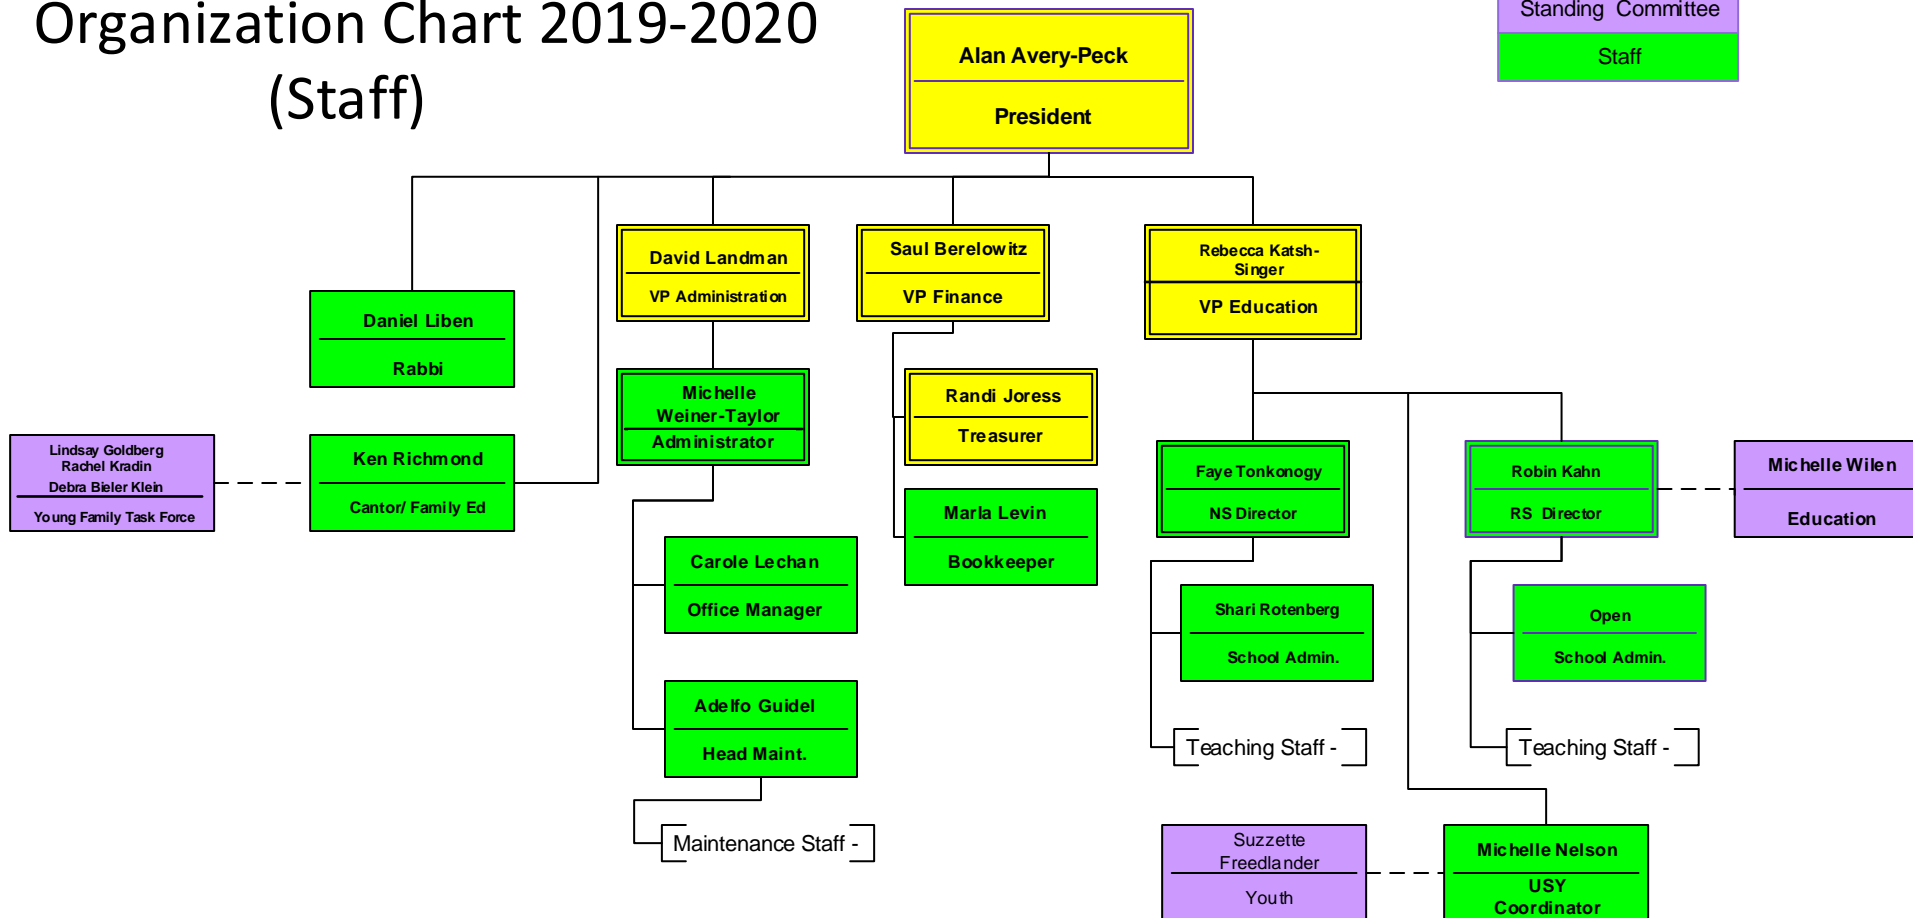 Organization Chart 2019-2020
(Staff)
Standing Committee
Staff
Alan Avery-Peck
President
David Landman
VP Administration
Saul Berelowitz
VP Finance
Rebecca Katsh-
Singer
VP Education
Daniel Liben
Rabbi
Michelle
Weiner-Taylor
Administrator
Randi Joress
Treasurer
Lindsay Goldberg
Rachel Kradin
Debra Bieler Klein
Young Family Task Force
Ken Richmond
Cantor/ Family Ed
Faye Tonkonogy
NS Director
Robin Kahn
RS Director
Michelle Wilen
Education
Marla Levin
Bookkeeper
Carole Lechan
Office Manager
Shari Rotenberg
School Admin.
Open
School Admin.
Adelfo Guidel
Head Maint.
Teaching Staff -
Teaching Staff -
Maintenance Staff -
Suzzette
Freedlander
Youth
Michelle Nelson
USY
Coordinator